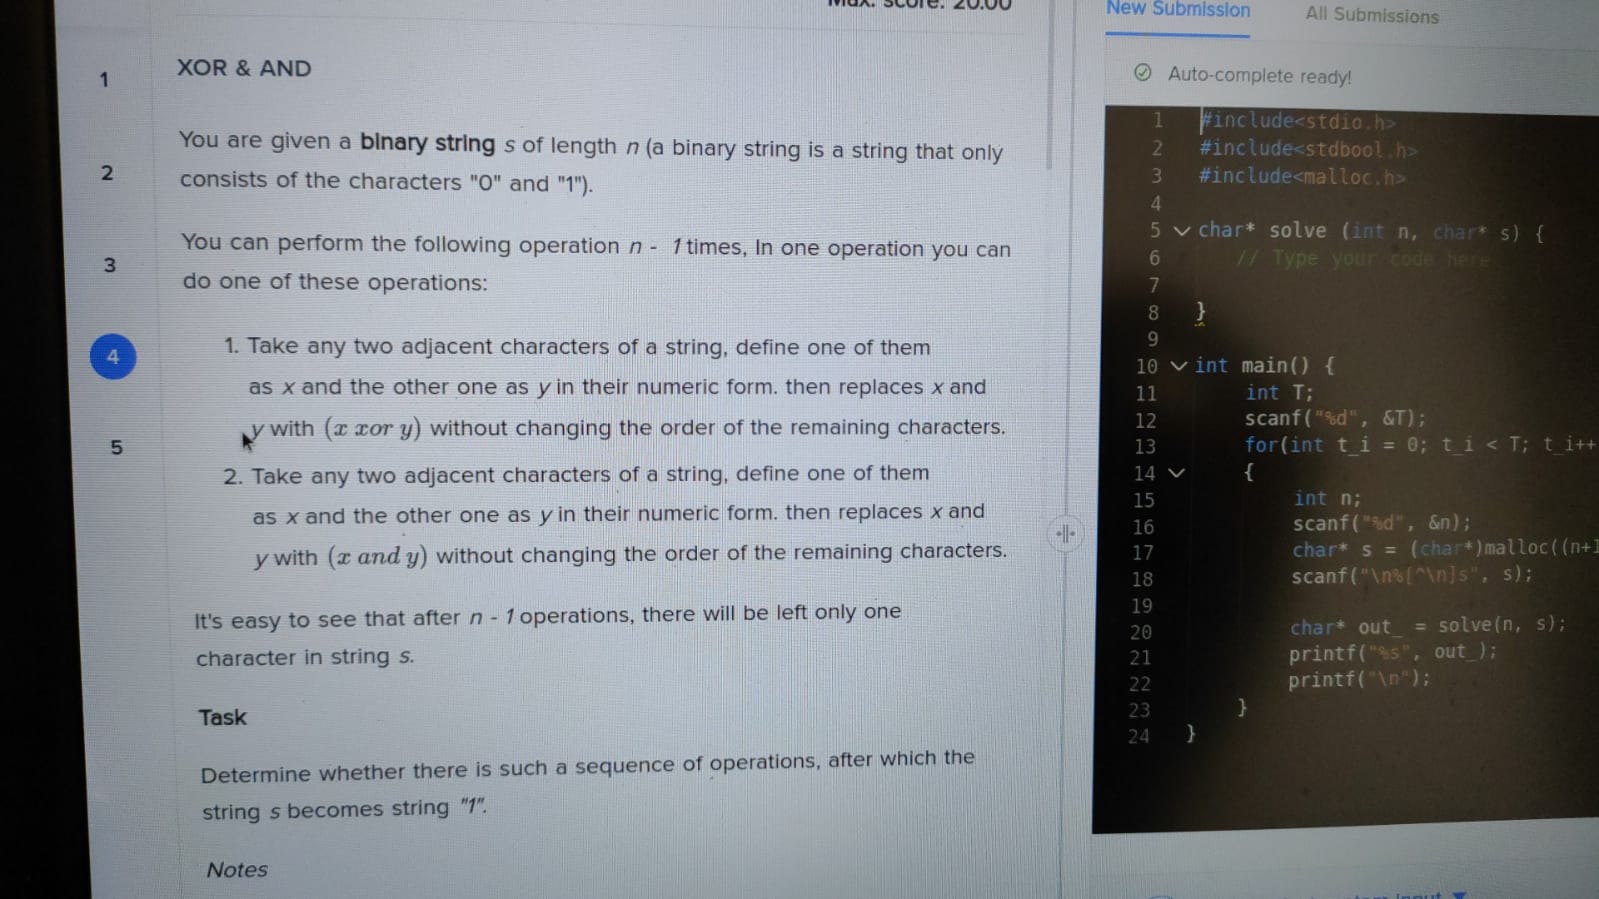 Max. score: 20.00
1
2
3
4
5
XOR & AND
You are given a binary string s of length n (a binary string is a string that only
consists of the characters "0" and "1").
You can perform the following operation n - 1 times, In one operation you can
do one of these operations:
1. Take any two adjacent characters of a string, define one of them
as x and the other one as y in their numeric form. then replaces x and
y with (x xor y) without changing the order of the remaining characters.
2. Take any two adjacent characters of a string, define one of them
as x and the other one as y in their numeric form. then replaces x and
y with (x and y) without changing the order of the remaining characters.
It's easy to see that after n - 1 operations, there will be left only one
character in string s.
Task
Determine whether there is such a sequence of operations, after which the
string s becomes string "1".
Notes
New Submission All Submissions
Auto-complete ready!
1 #include<stdio.h>
2 #include<stdbool.h>
3 #include<malloc.h>
4
5 char* solve (int n, char* s) {
6 // Type your code here
7
8 }
9
10 int main() {
11 int T;
12 scanf("%d", &T);
13 for(int t_i = 0; t_i < T; t_i++
14 {
15 int n;
16 scanf("%d", &n);
17 char* s = (char*)malloc((n+1
18 scanf("\n%[^\n]s", s);
19
20 char* out_ = solve(n, s);
21 printf("%s", out_);
22 printf("\n");
23 }
24 }